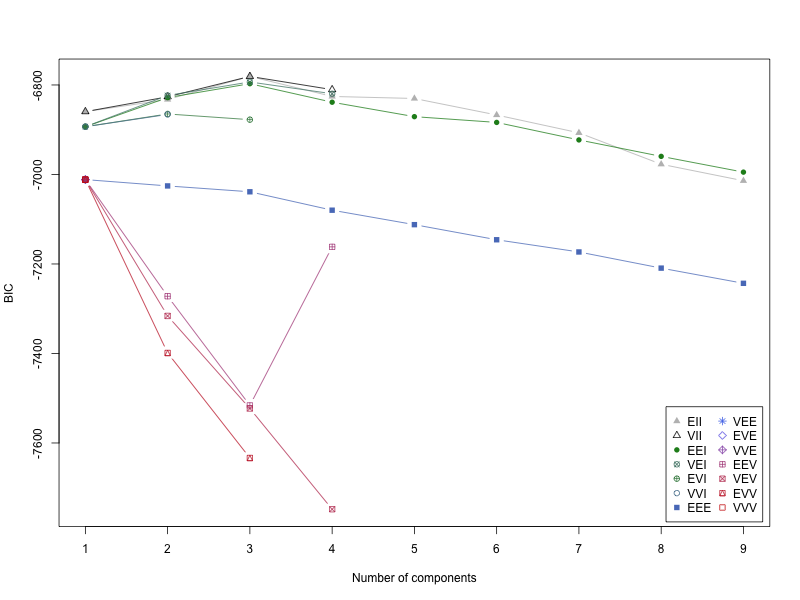 -6800
-7000
-7200
-7400
-7600
BIC
1 2 3 4 5 6 7 8 9
Number of components
EII VEE
VII EVE
EEI VVE
VEI EEV
EVI VEV
VVI EVV
EEE VVV